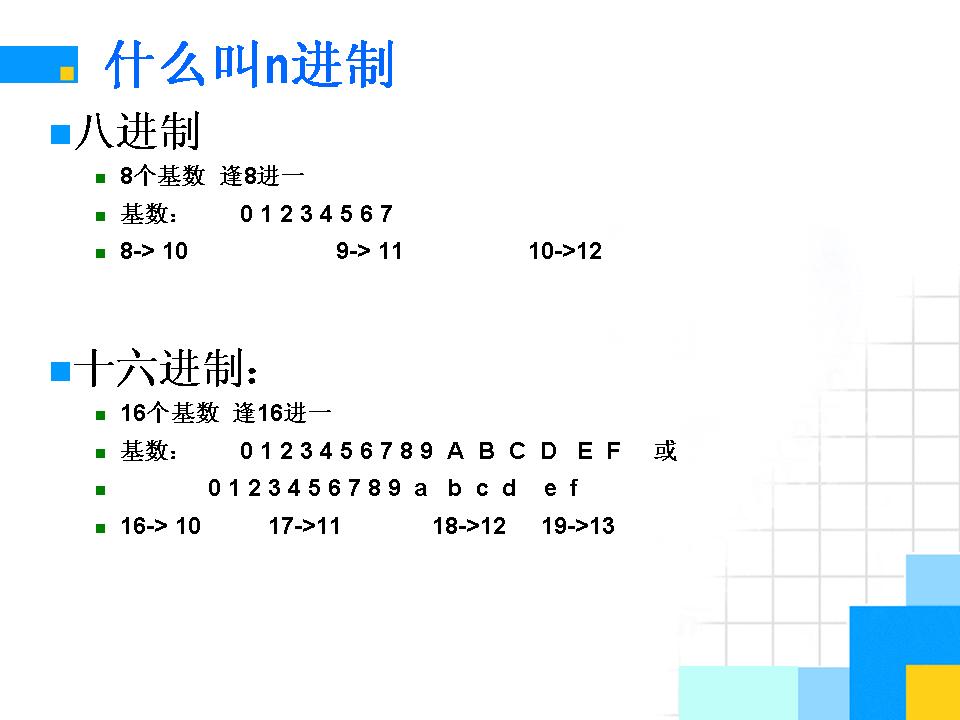 什么叫n进制
八进制
8个基数 逢8进一
基数： 0 1 2 3 4 5 6 7
8-> 10 9-> 11 10->12
十六进制：
16个基数 逢16进一
基数： 0 1 2 3 4 5 6 7 8 9 A B C D E F 或
0 1 2 3 4 5 6 7 8 9 a b c d e f
16-> 10 17->11 18->12 19->13